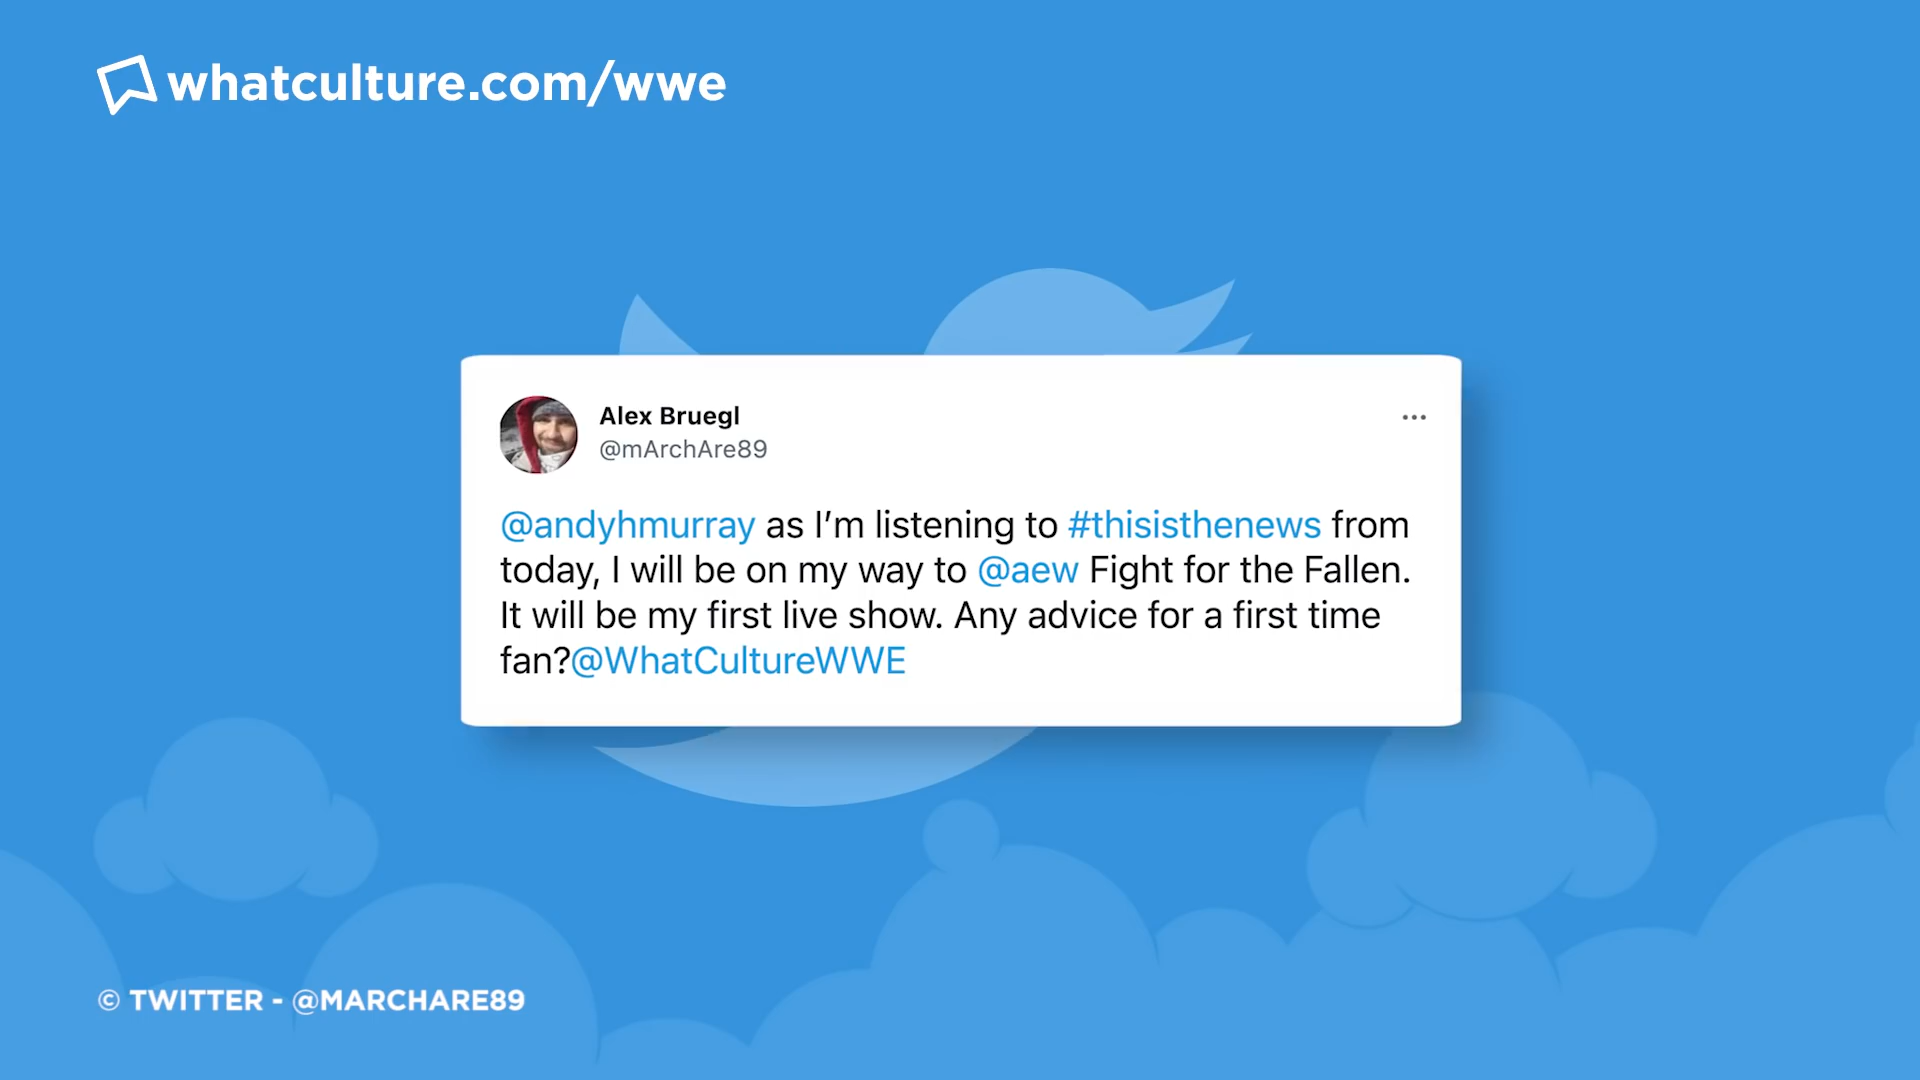 whatculture.com/wwe
Alex Bruegl
@mArchAre89
@andyhmurray as I’m listening to #thisisthenews from
today, I will be on my way to @aew Fight for the Fallen.
It will be my first live show. Any advice for a first time
fan?@WhatCultureWWE
© TWITTER - @MARCHARE89